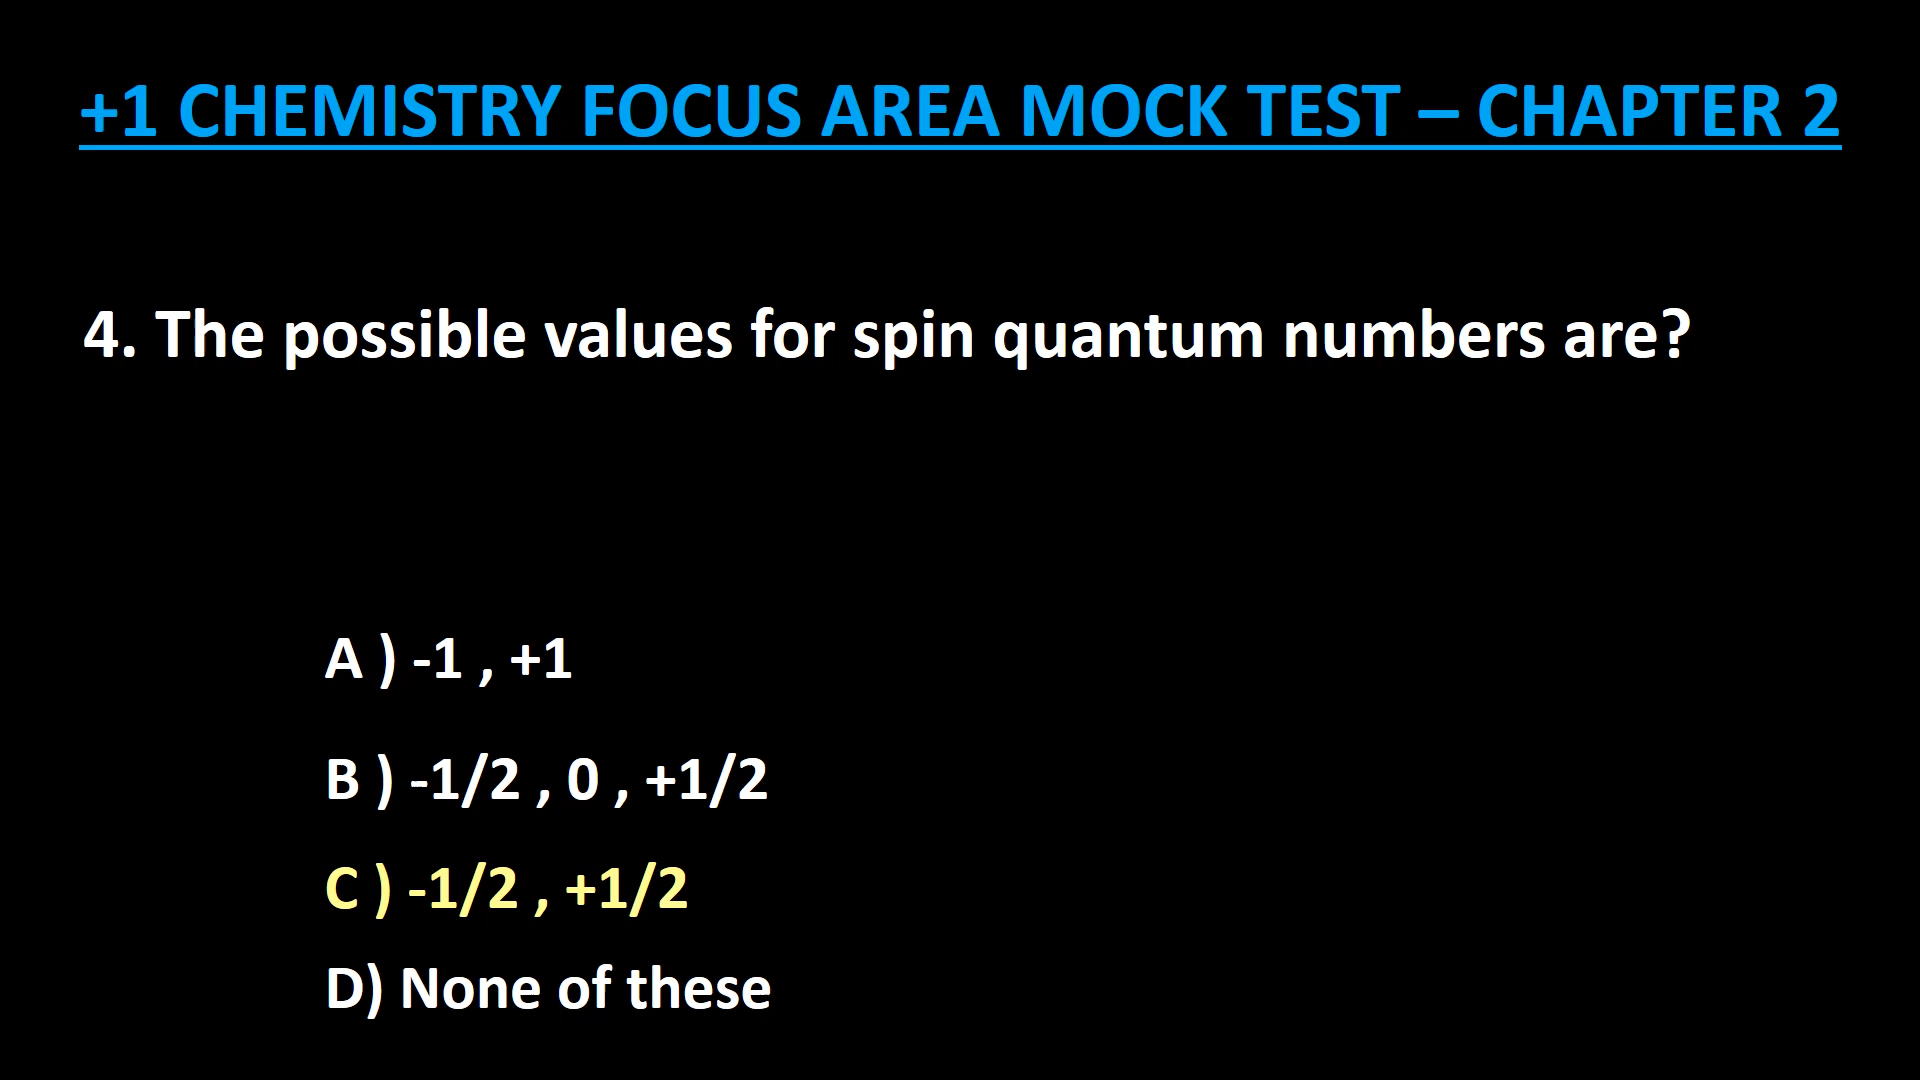 +1 CHEMISTRY FOCUS AREA MOCK TEST – CHAPTER 2
4. The possible values for spin quantum numbers are?
A ) -1 , +1
B ) -1/2 , 0 , +1/2
C ) -1/2 , +1/2
D) None of these